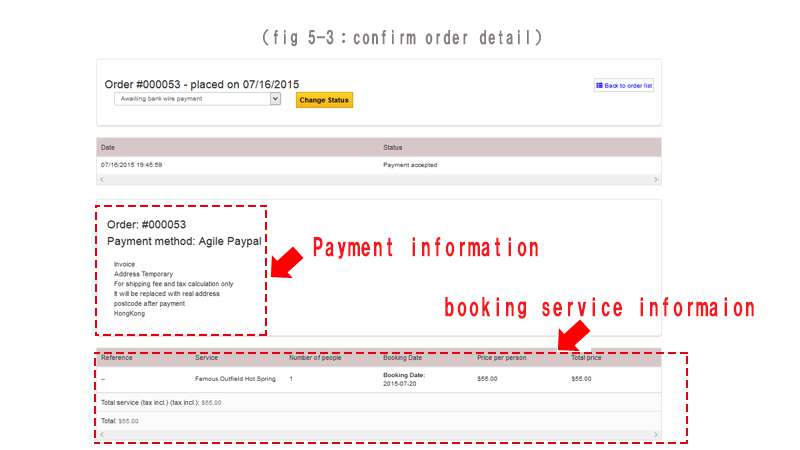 (fig 5-3：confirm order detail)
Order #000053 - placed on 07/16/2015
Back to order list
Awaiting bank wire payment
Change Status
Date Status
07/16/2015 19:45:59 Payment accepted
Order: #000053
Payment method: Agile Paypal
Payment information
Invoice
Address Temporary
For shipping fee and tax calculation only
It will be replaced with real address
postcode after payment
HongKong
booking service informaion
Reference Service Number of people Booking Date Price per person Total price
-- Famous Outfield Hot Spring 1 Booking Date: 2015-07-20 $55.00 $55.00
Total service (tax incl.) (tax incl.): $55.00
Total: $55.00